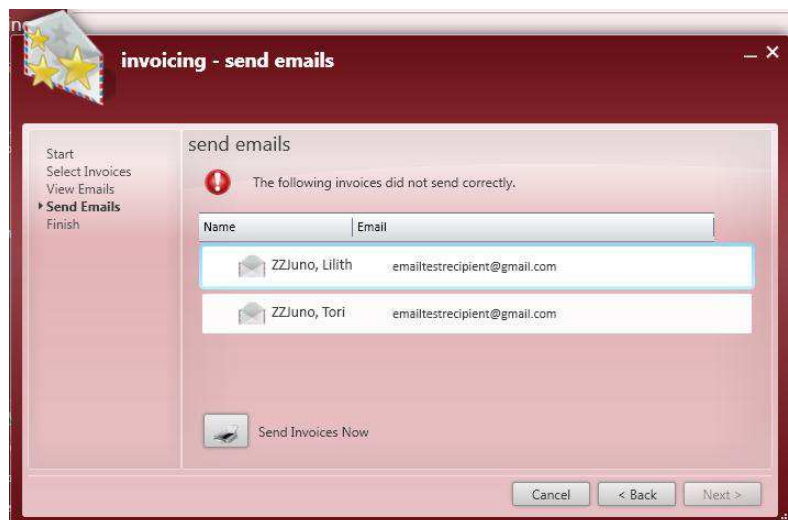 invoicing - send emails
Start
Select Invoices
View Emails
Send Emails
Finish
send emails
The following invoices did not send correctly.
Name Email
ZZJuno, Lilith emailtestrecipient@gmail.com
ZZJuno, Tori emailtestrecipient@gmail.com
Send Invoices Now
Cancel < Back Next >